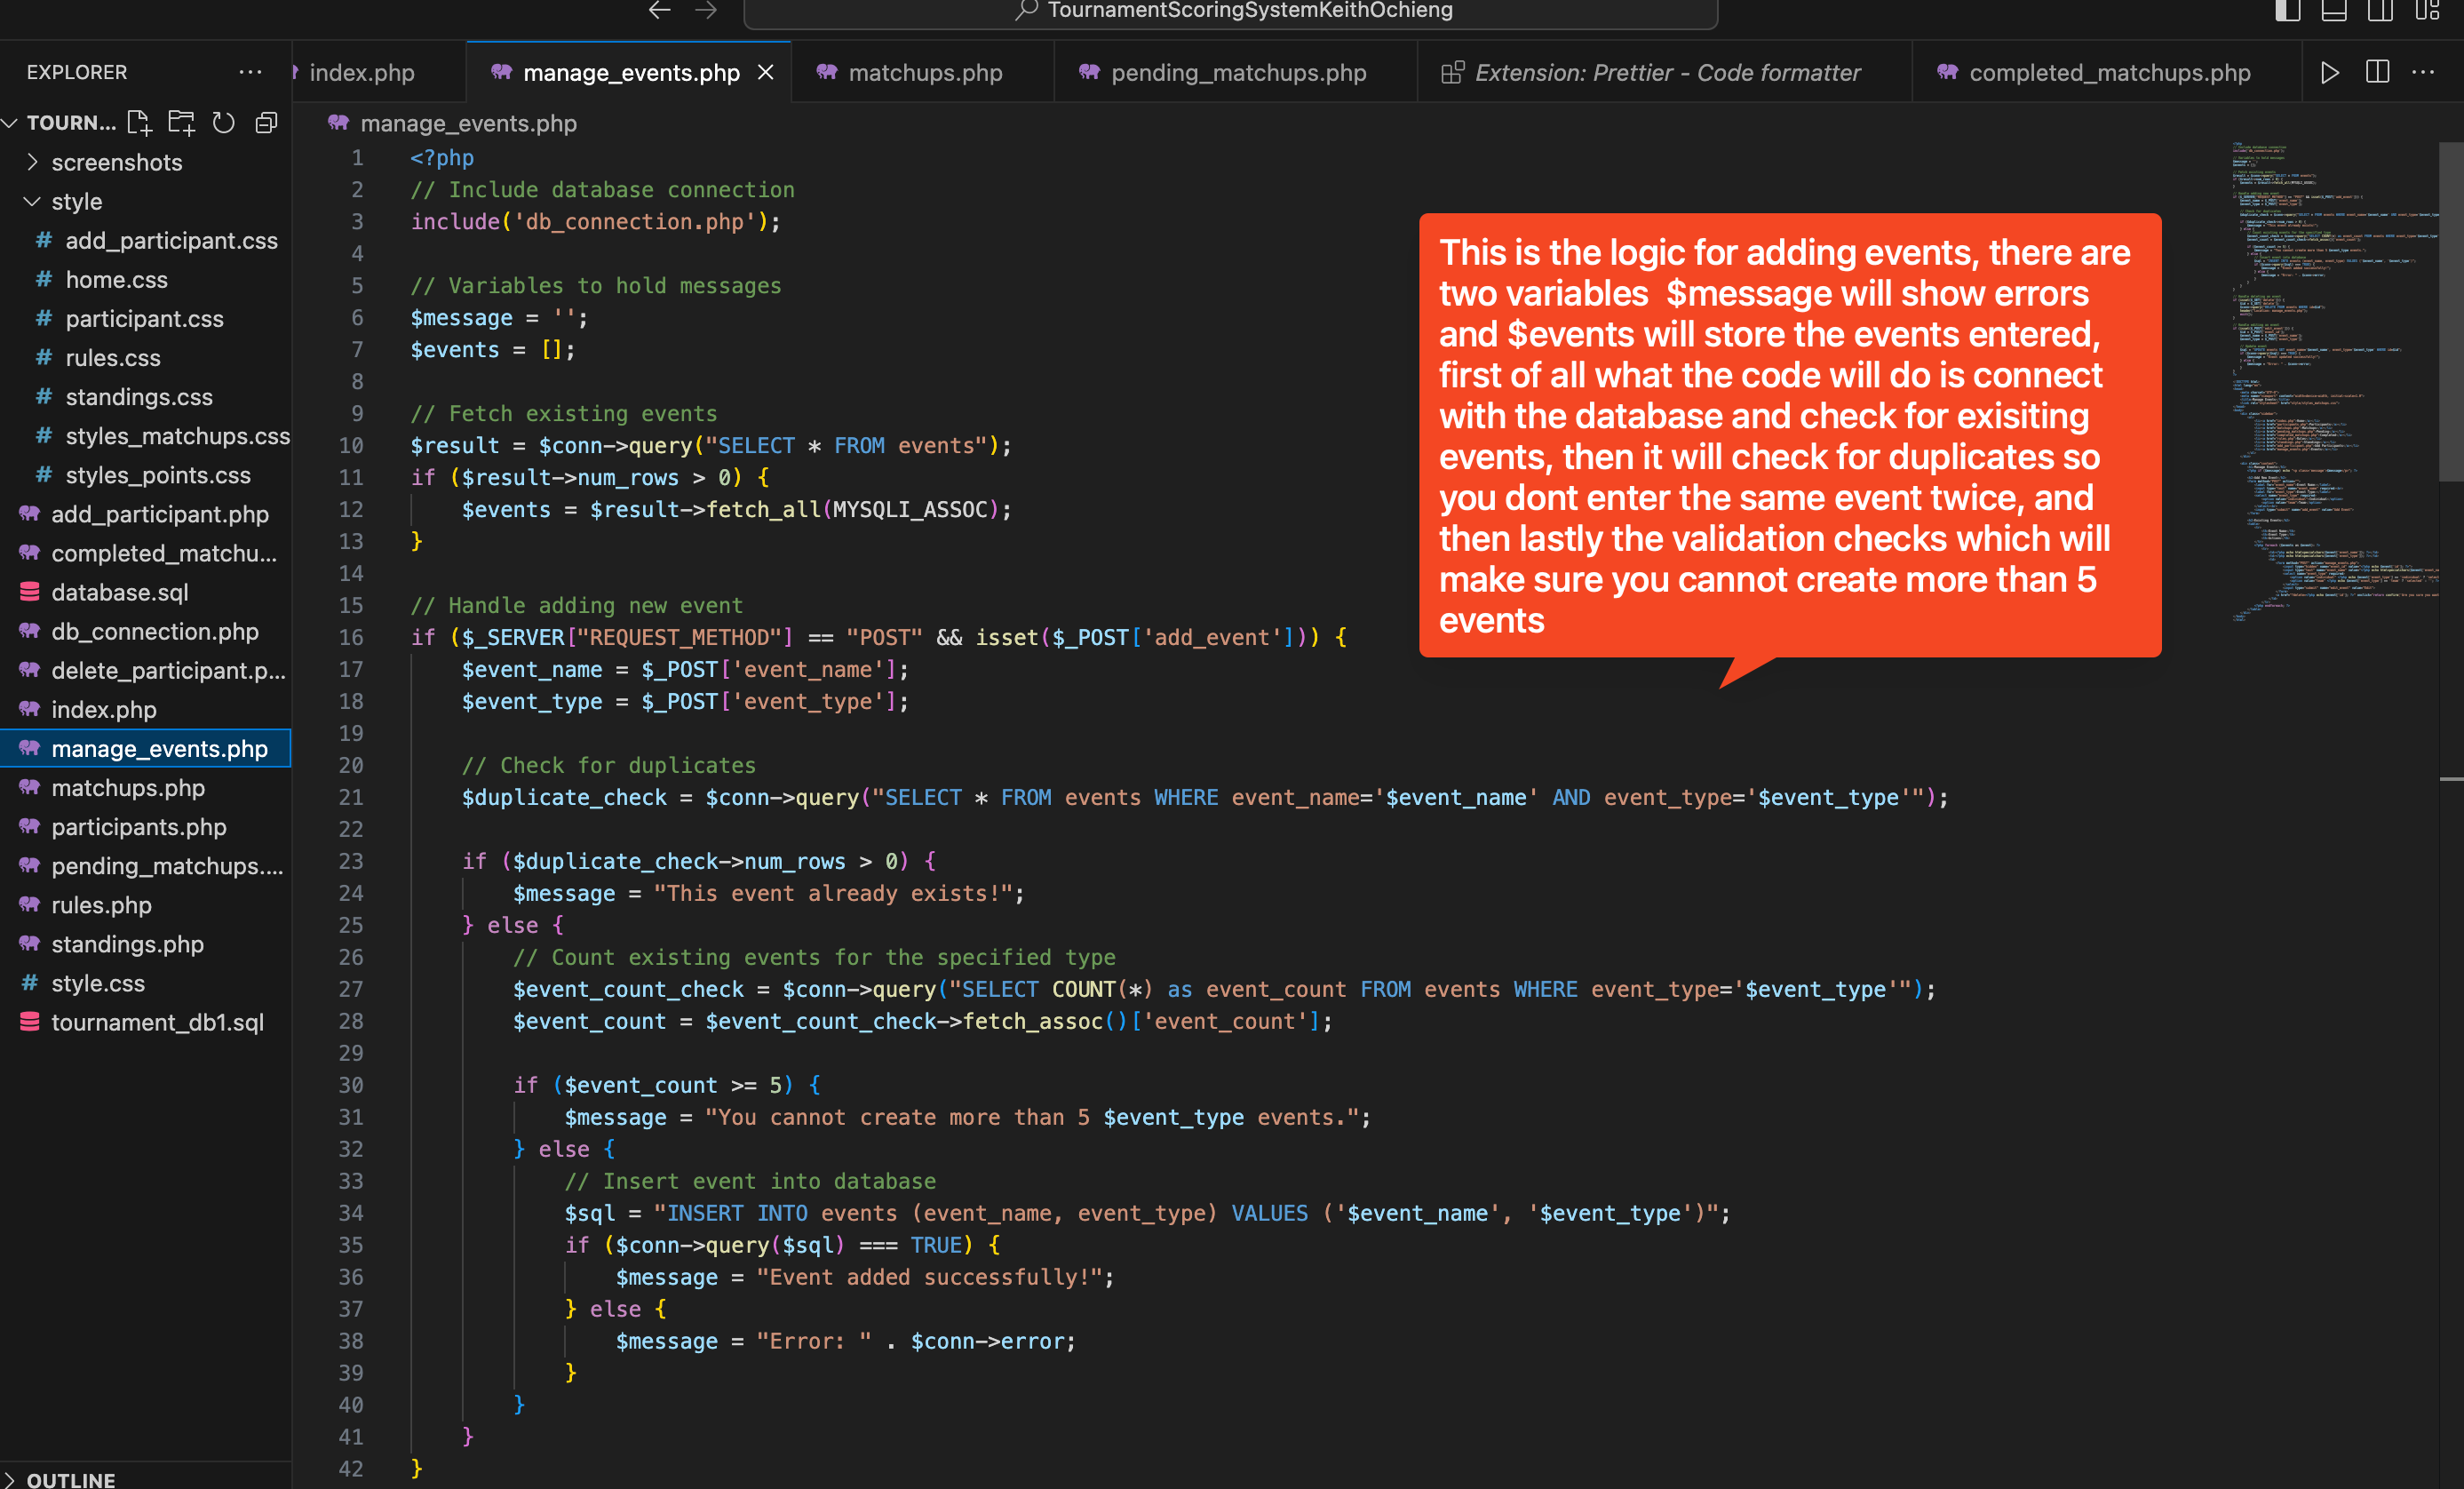 TournamentScoringSystemKeithOchieng
EXPLORER
index.php
manage_events.php
matchups.php
pending_matchups.php
Extension: Prettier - Code formatter
completed_matchups.php
TOURN...
screenshots
style
add_participant.css
home.css
participant.css
rules.css
standings.css
styles_matchups.css
styles_points.css
add_participant.php
completed_matchu...
database.sql
db_connection.php
delete_participant.p...
index.php
manage_events.php
matchups.php
participants.php
pending_matchups....
rules.php
standings.php
style.css
tournament_db1.sql
OUTLINE
manage_events.php
1 <?php
2 // Include database connection
3 include('db_connection.php');
4
5 // Variables to hold messages
6 $message = '';
7 $events = [];
8
9 // Fetch existing events
10 $result = $conn->query("SELECT * FROM events");
11 if ($result->num_rows > 0) {
12 $events = $result->fetch_all(MYSQLI_ASSOC);
13 }
14
15 // Handle adding new event
16 if ($_SERVER["REQUEST_METHOD"] == "POST" && isset($_POST['add_event'])) {
17 $event_name = $_POST['event_name'];
18 $event_type = $_POST['event_type'];
19
20 // Check for duplicates
21 $duplicate_check = $conn->query("SELECT * FROM events WHERE event_name='$event_name' AND event_type='$event_type'");
22
23 if ($duplicate_check->num_rows > 0) {
24 $message = "This event already exists!";
25 } else {
26 // Count existing events for the specified type
27 $event_count_check = $conn->query("SELECT COUNT(*) as event_count FROM events WHERE event_type='$event_type'");
28 $event_count = $event_count_check->fetch_assoc()['event_count'];
29
30 if ($event_count >= 5) {
31 $message = "You cannot create more than 5 $event_type events.";
32 } else {
33 // Insert event into database
34 $sql = "INSERT INTO events (event_name, event_type) VALUES ('$event_name', '$event_type')";
35 if ($conn->query($sql) === TRUE) {
36 $message = "Event added successfully!";
37 } else {
38 $message = "Error: " . $conn->error;
39 }
40 }
41 }
42 }
This is the logic for adding events, there are
two variables  $message will show errors
and $events will store the events entered,
first of all what the code will do is connect
with the database and check for exisiting
events, then it will check for duplicates so
you dont enter the same event twice, and
then lastly the validation checks which will
make sure you cannot create more than 5
events